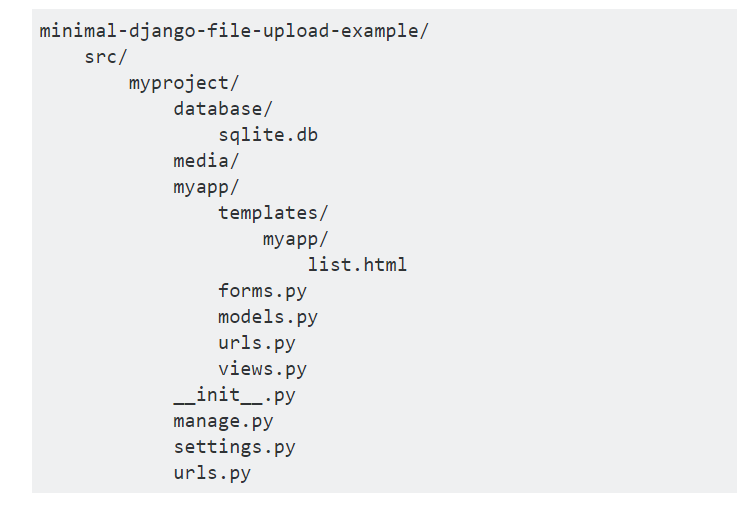 minimal-django-file-upload-example/
    src/
        myproject/
            database/
                sqlite.db
            media/
            myapp/
                templates/
                    myapp/
                        list.html
                forms.py
                models.py
                urls.py
                views.py
            __init__.py
            manage.py
            settings.py
            urls.py